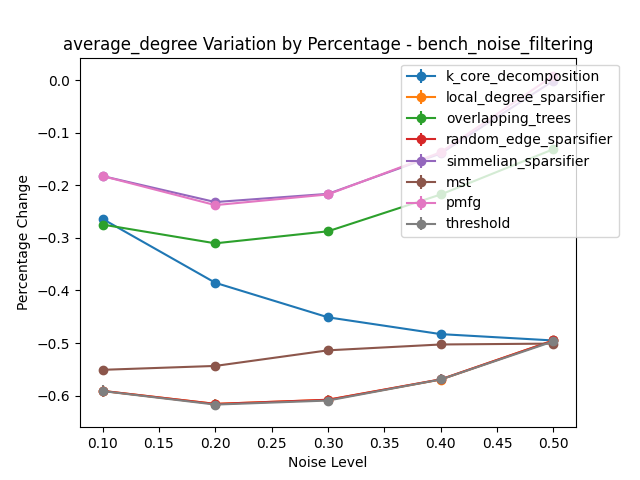 average_degree Variation by Percentage - bench_noise_filtering
Percentage Change
0.0
−0.1
−0.2
−0.3
−0.4
−0.5
−0.6
k_core_decomposition
local_degree_sparsifier
overlapping_trees
random_edge_sparsifier
simmelian_sparsifier
mst
pmfg
threshold
0.10 0.15 0.20 0.25 0.30 0.35 0.40 0.45 0.50
Noise Level